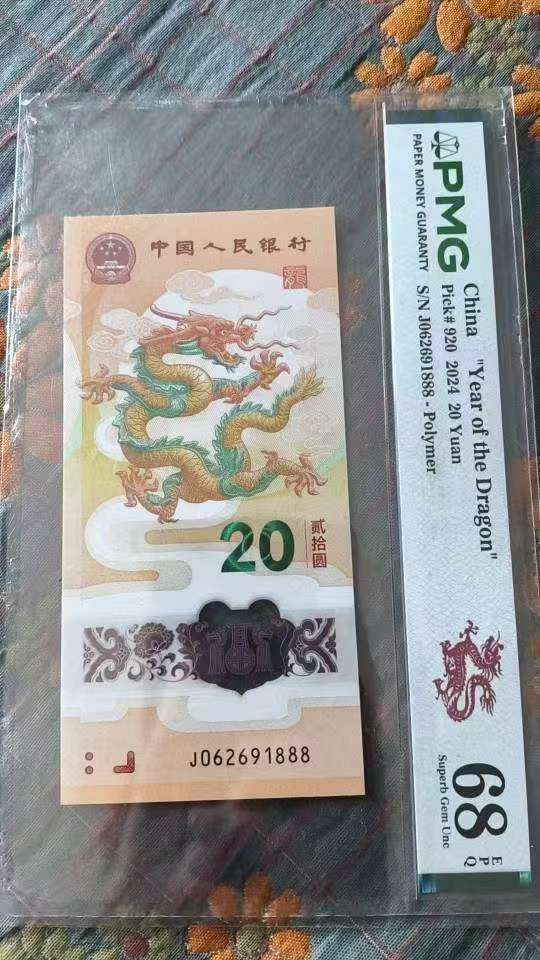 中国人民银行
龍
20
贰拾圆
J062691888
PMG
PAPER MONEY GUARANTY
China "Year of the Dragon"
Pick# 920 2024 20 Yuan
S/N J062691888 - Polymer
68
EPQ
Superb Gem Unc